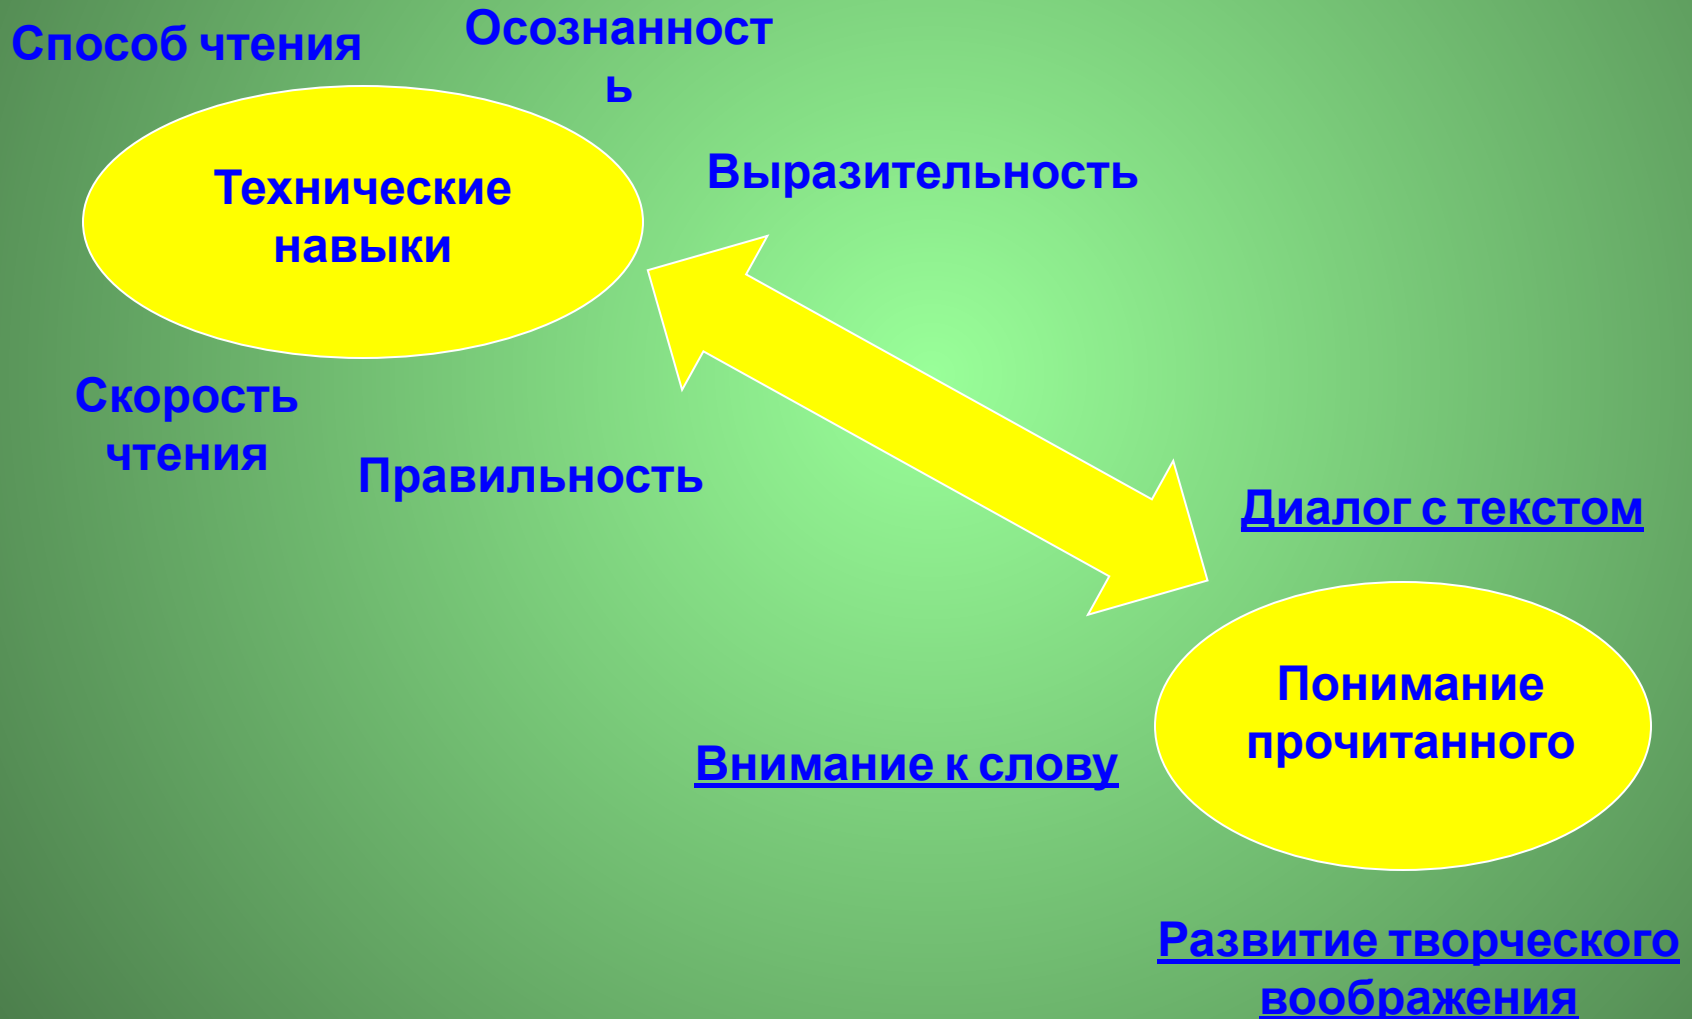 Способ чтения
Осознанност
ь
Технические
навыки
Выразительность
Скорость
чтения
Правильность
Диалог с текстом
Понимание
прочитанного
Внимание к слову
Развитие творческого
воображения